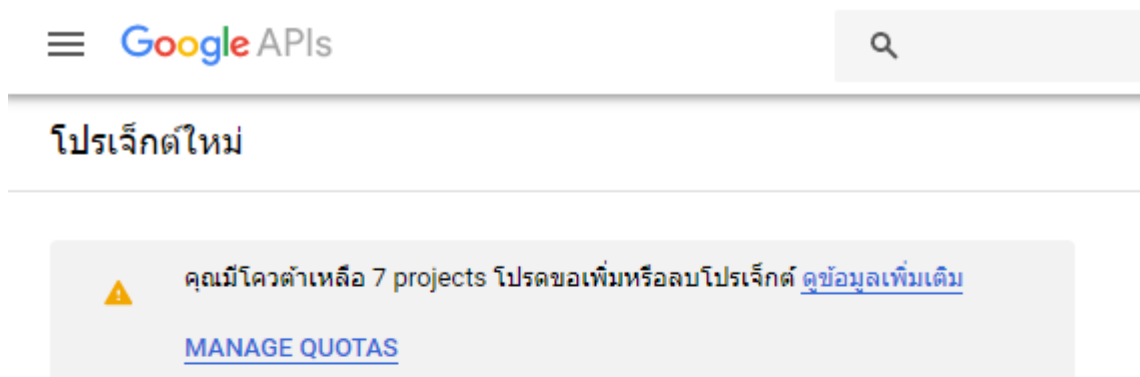 Google APIs
โปรเจ็กต์ใหม่
คุณมีโควต้าเหลือ 7 projects โปรดขอเพิ่มหรือลบโปรเจ็กต์ ดูข้อมูลเพิ่มเติม
MANAGE QUOTAS